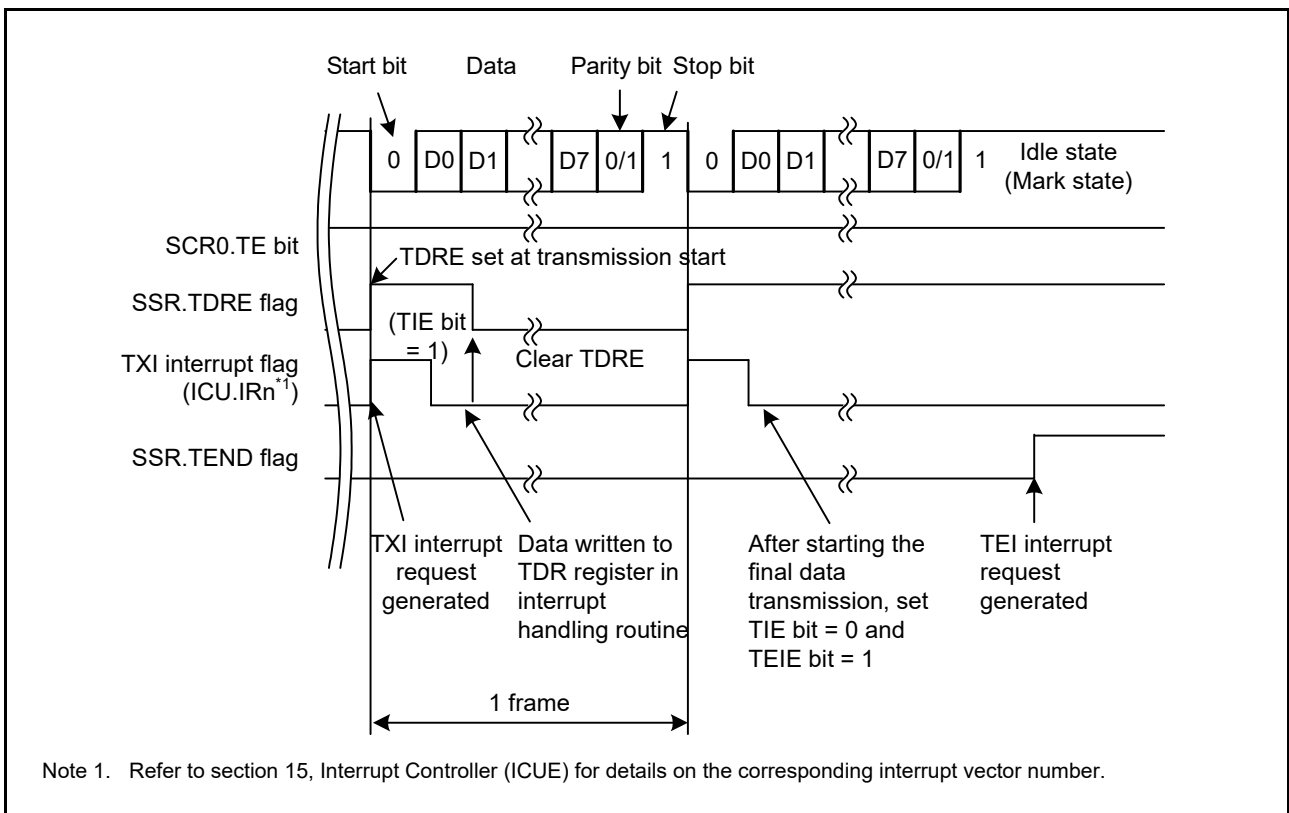 Start bit Data Parity bit Stop bit
0 D0 D1 D7 0/1 1 0 D0 D1 D7 0/1 1 Idle state
(Mark state)
SCR0.TE bit
TDRE set at transmission start
SSR.TDRE flag
(TIE bit
= 1)
Clear TDRE
TXI interrupt flag
(ICU.IRn*1)
SSR.TEND flag
TXI interrupt
request
generated
Data written to
TDR register in
interrupt
handling routine
After starting the
final data
transmission, set
TIE bit = 0 and
TEIE bit = 1
TEI interrupt
request
generated
1 frame
Note 1. Refer to section 15, Interrupt Controller (ICUE) for details on the corresponding interrupt vector number.